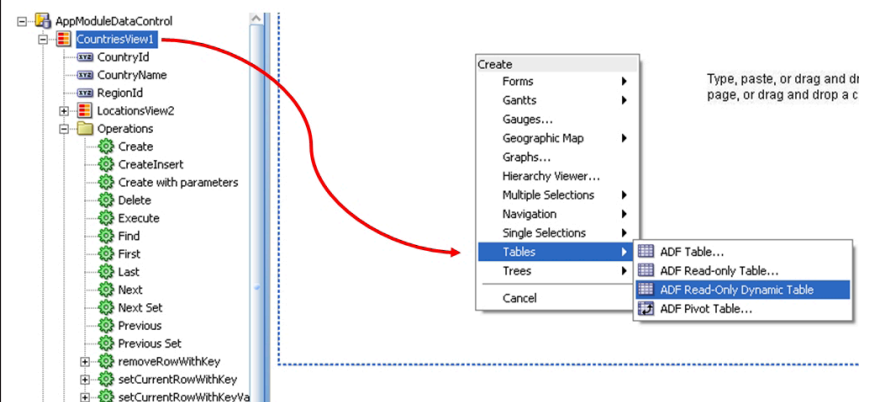 AppModuleDataControl
CountriesView1
CountryId
CountryName
RegionId
LocationsView2
Operations
Create
CreateInsert
Create with parameters
Delete
Execute
Find
First
Last
Next
Next Set
Previous
Previous Set
removeRowWithKey
setCurrentRowWithKey
setCurrentRowWithKeyVa
Create
Forms
Gantts
Gauges...
Geographic Map
Graphs...
Hierarchy Viewer...
Multiple Selections
Navigation
Single Selections
Tables
Trees
Cancel
ADF Table...
ADF Read-only Table...
ADF Read-Only Dynamic Table
ADF Pivot Table...
Type, paste, or drag and dr
page, or drag and drop a c